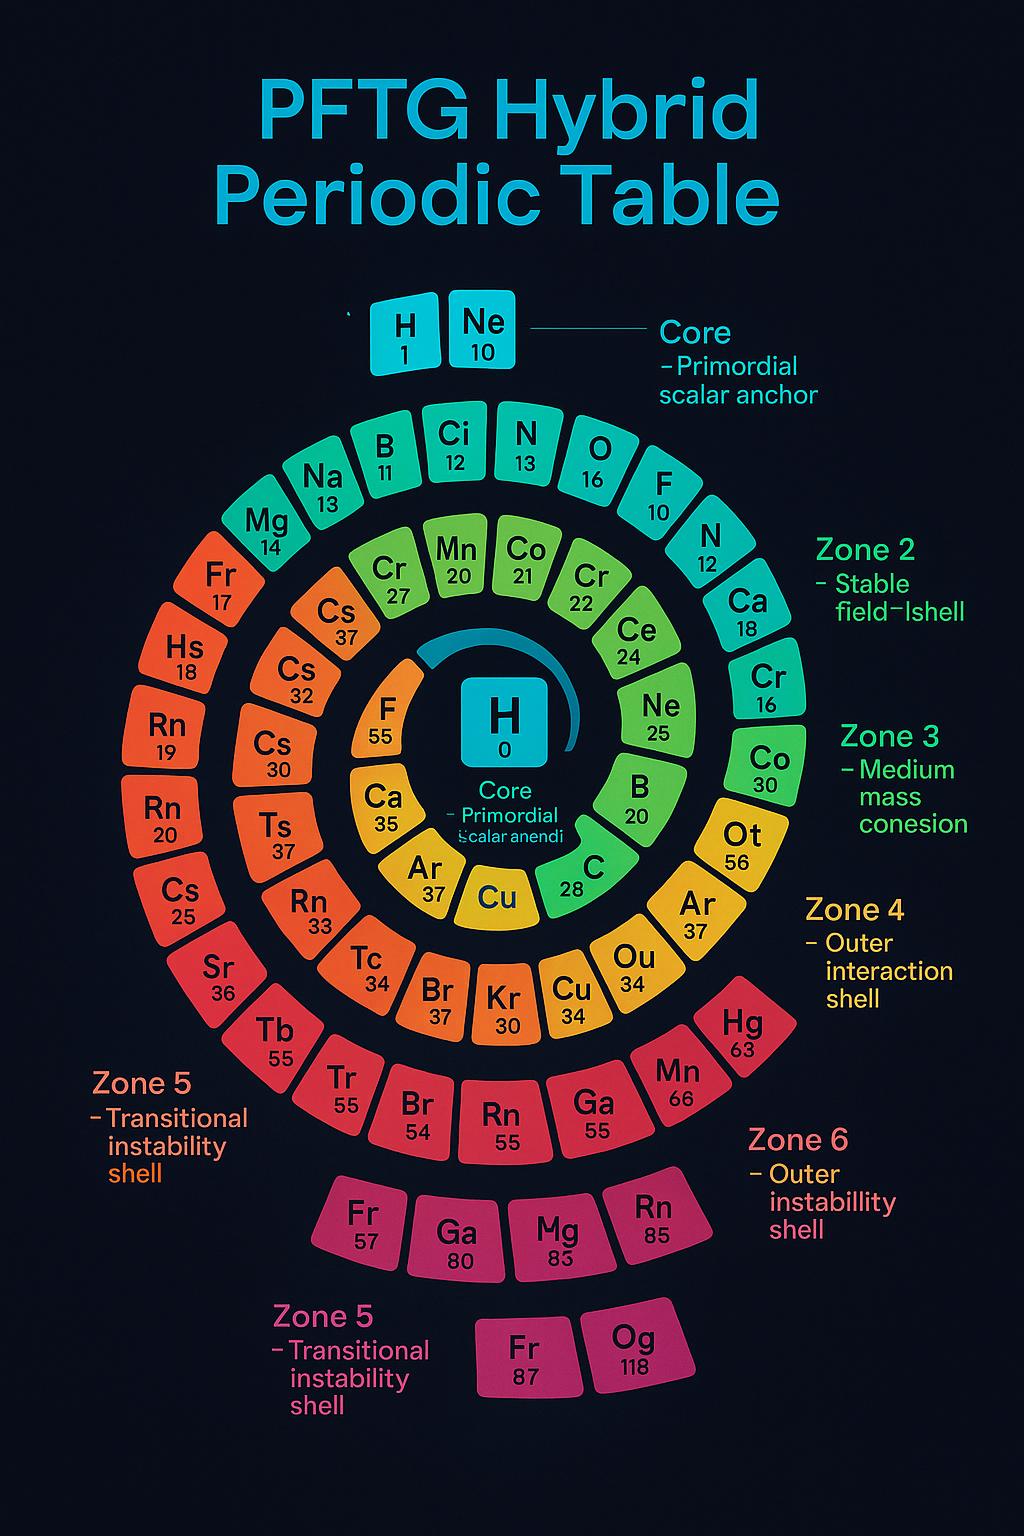 PFTG Hybrid
Periodic Table
H
1
Ne
10
Core
-Primordial
scalar anchor
Mg
14
Na
13
B
11
Ci
12
N
13
O
16
F
10
N
12
Ca
18
Cr
16
Co
30
Ot
56
Ar
37
Ou
34
Cu
34
Kr
30
Br
37
Tc
34
Rn
33
Ts
37
Cs
30
Cs
32
Cs
37
Cr
27
Mn
20
Co
21
Cr
22
Ce
24
Ne
25
B
20
C
28
Cu
Ar
37
Ca
35
F
55
H
0
Core
- Primordial
Scalar anendi
Fr
17
Hs
18
Rn
19
Rn
20
Cs
25
Sr
36
Tb
55
Tr
55
Br
54
Rn
55
Ga
55
Mn
66
Hg
63
Zone 2
- Stable
field-lshell
Zone 3
- Medium
mass
conesion
Zone 4
- Outer
interaction
shell
Zone 5
- Transitional
instability
shell
Zone 6
- Outer
instabillity
shell
Fr
57
Ga
80
Mg
83
Rn
85
Zone 5
- Transitional
instability
shell
Fr
87
Og
118